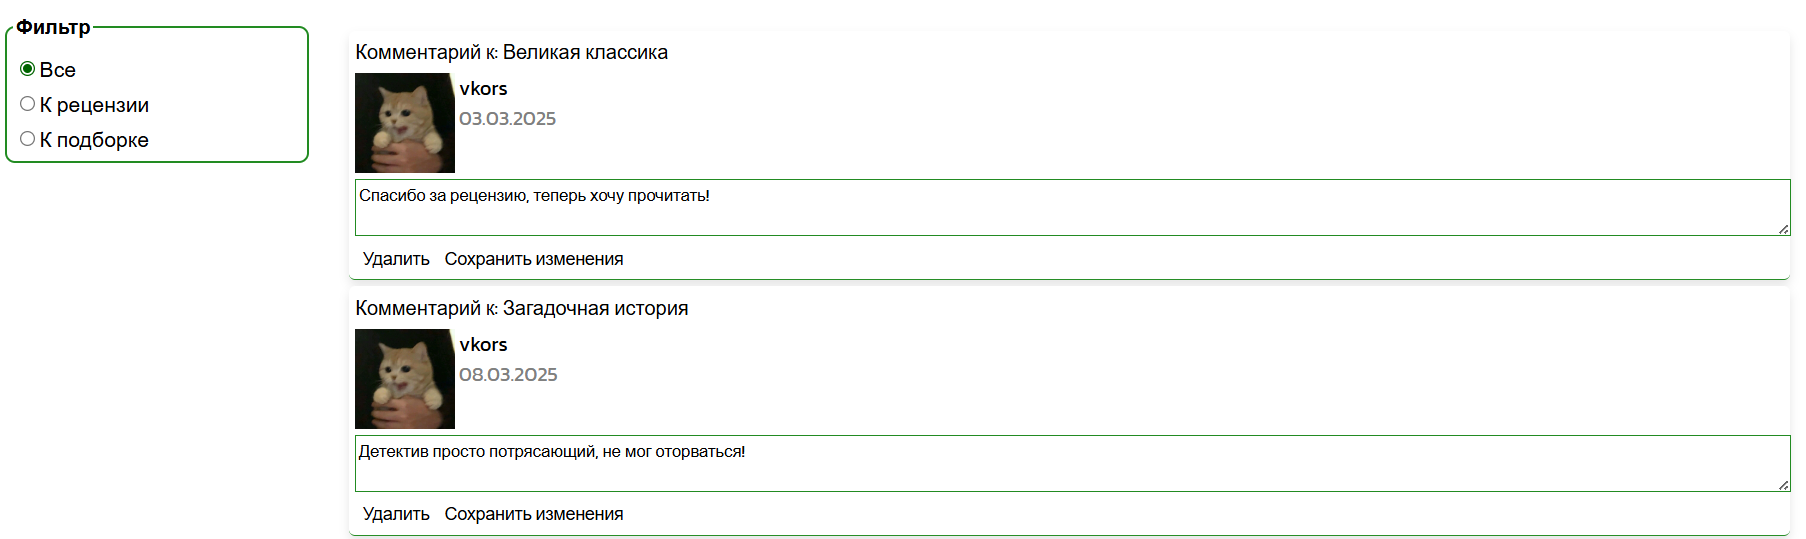 Фильтр
Все
К рецензии
К подборке
Комментарий к: Великая классика
vkors
03.03.2025
Спасибо за рецензию, теперь хочу прочитать!
Удалить Сохранить изменения
Комментарий к: Загадочная история
vkors
08.03.2025
Детектив просто потрясающий, не мог оторваться!
Удалить Сохранить изменения